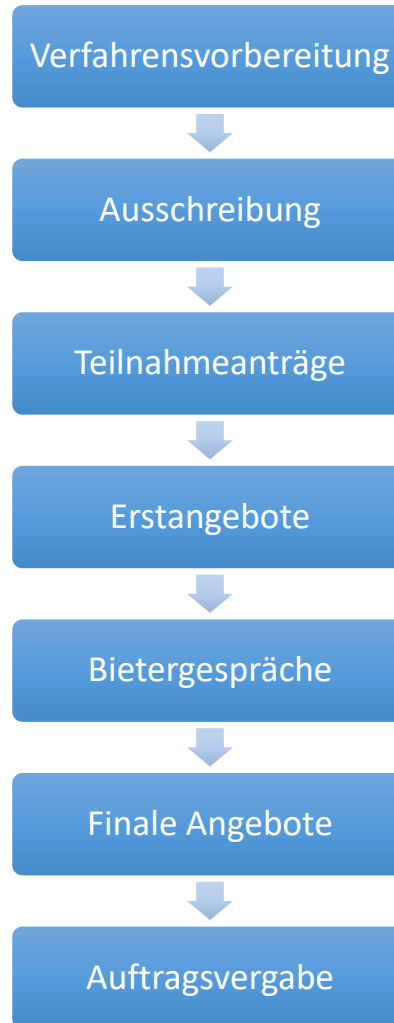 Verfahrensvorbereitung
Ausschreibung
Teilnahmeanträge
Erstangebote
Bietergespräche
Finale Angebote
Auftragsvergabe